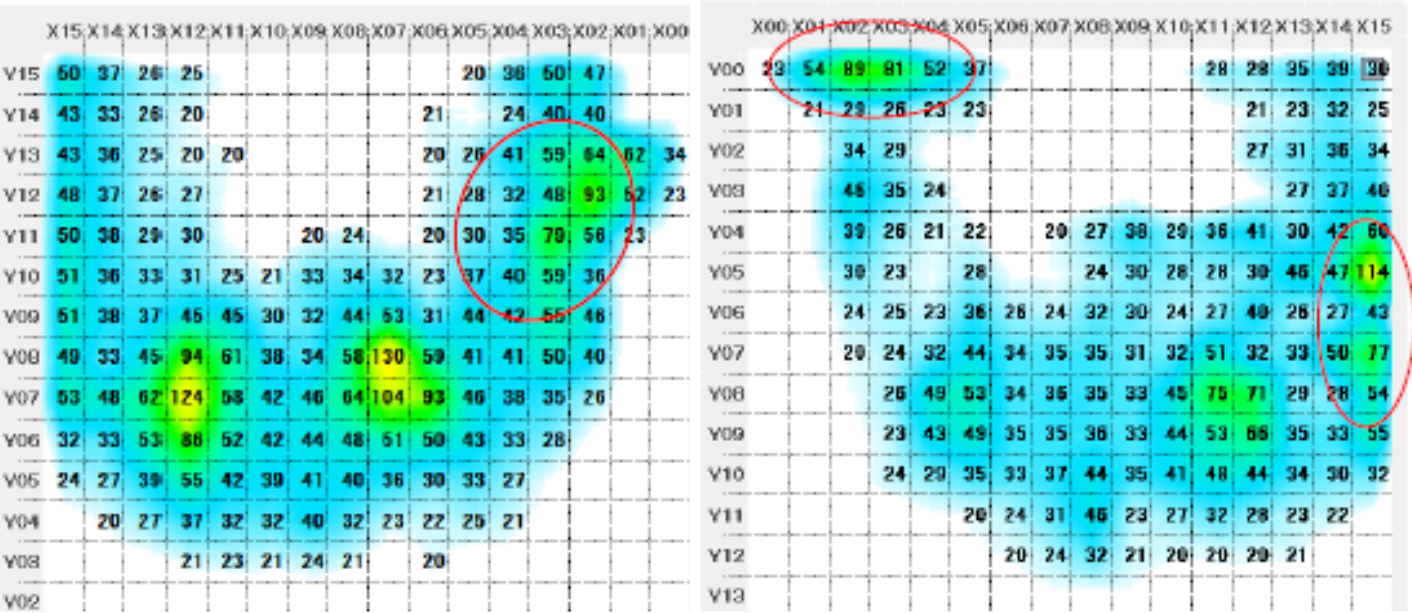 X15 X14 X13 X12 X11 X10 X09 X08 X07 X06 X05 X04 X03 X02 X01 X00
Y15 50 37 26 25 20 36 50 47
Y14 43 33 26 20 21 24 40 40
Y13 43 36 25 20 20 20 26 41 59 64 62 34
Y12 48 37 26 27 21 28 32 48 93 52 23
Y11 50 38 29 30 20 24 20 30 35 79 56 23
Y10 51 36 33 31 25 21 33 34 32 23 37 40 59 36
Y09 51 38 37 45 45 30 32 44 53 31 44 42 55 46
Y08 49 33 45 94 61 38 34 58 130 59 41 41 50 40
Y07 53 48 62 124 58 42 46 64 104 93 46 38 35 26
Y06 32 33 53 86 52 42 44 48 51 50 43 33 28
Y05 24 27 39 55 42 39 41 40 36 30 33 27
Y04 20 27 37 32 32 40 32 23 22 25 21
Y03 21 23 21 24 21 20
Y02
X00 X01 X02 X03 X04 X05 X06 X07 X08 X09 X10 X11 X12 X13 X14 X15
Y00 23 54 89 81 52 37 28 28 35 39 30
Y01 21 29 26 23 23 21 23 32 25
Y02 34 29 27 31 36 34
Y03 46 35 24 27 37 40
Y04 39 26 21 22 20 27 38 29 36 41 30 42 60
Y05 30 23 28 24 30 28 28 30 46 47 114
Y06 24 25 23 36 26 24 32 30 24 27 40 26 27 43
Y07 20 24 32 44 34 35 35 31 32 51 32 33 50 77
Y08 26 49 53 34 36 35 33 45 75 71 29 28 54
Y09 23 43 49 35 35 36 33 44 53 66 35 33 55
Y10 24 29 35 33 37 44 35 41 48 44 34 30 32
Y11 20 24 31 46 23 27 32 28 23 22
Y12 20 24 32 21 20 20 20 21
Y13